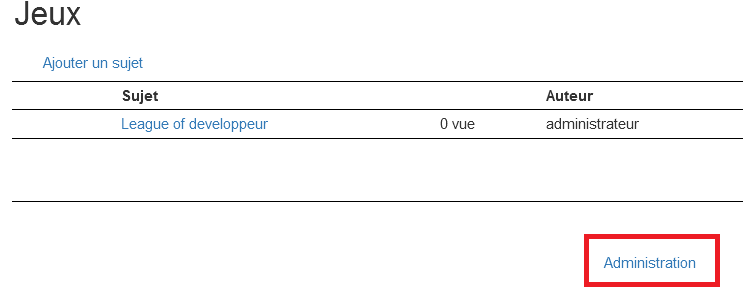 Jeux
Ajouter un sujet
Sujet Auteur
League of developpeur 0 vue administrateur
Administration